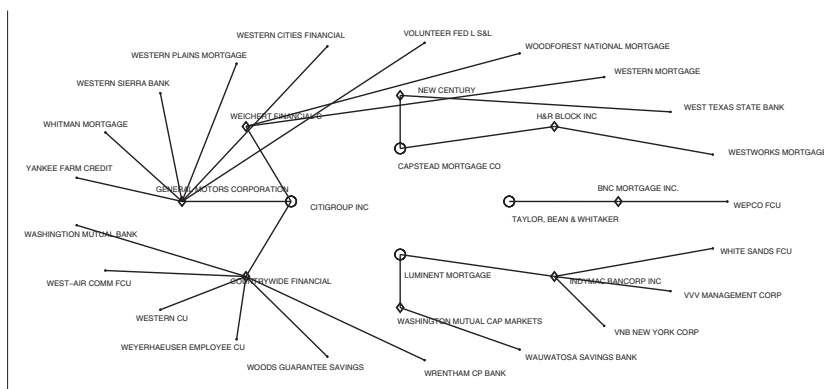 WESTERN CITIES FINANCIAL
VOLUNTEER FED L S&L
WOODFOREST NATIONAL MORTGAGE
WESTERN PLAINS MORTGAGE
WESTERN MORTGAGE
WESTERN SIERRA BANK
NEW CENTURY
WEST TEXAS STATE BANK
WEICHERT FINANCIAL S
H&R BLOCK INC
WHITMAN MORTGAGE
WESTWORKS MORTGAGE
CAPSTEAD MORTGAGE CO
YANKEE FARM CREDIT
GENERAL MOTORS CORPORATION
BNC MORTGAGE INC.
CITIGROUP INC
WEPCO FCU
TAYLOR, BEAN & WHITAKER
WASHINGTION MUTUAL BANK
WHITE SANDS FCU
LUMINENT MORTGAGE
WEST-AIR COMM FCU
COUNTRYWIDE FINANCIAL
INDYMAC BANCORP INC
VVV MANAGEMENT CORP
WESTERN CU
WASHINGTON MUTUAL CAP MARKETS
VNB NEW YORK CORP
WEYERHAEUSER EMPLOYEE CU
WAUWATOSA SAVINGS BANK
WOODS GUARANTEE SAVINGS
WRENTHAM CP BANK